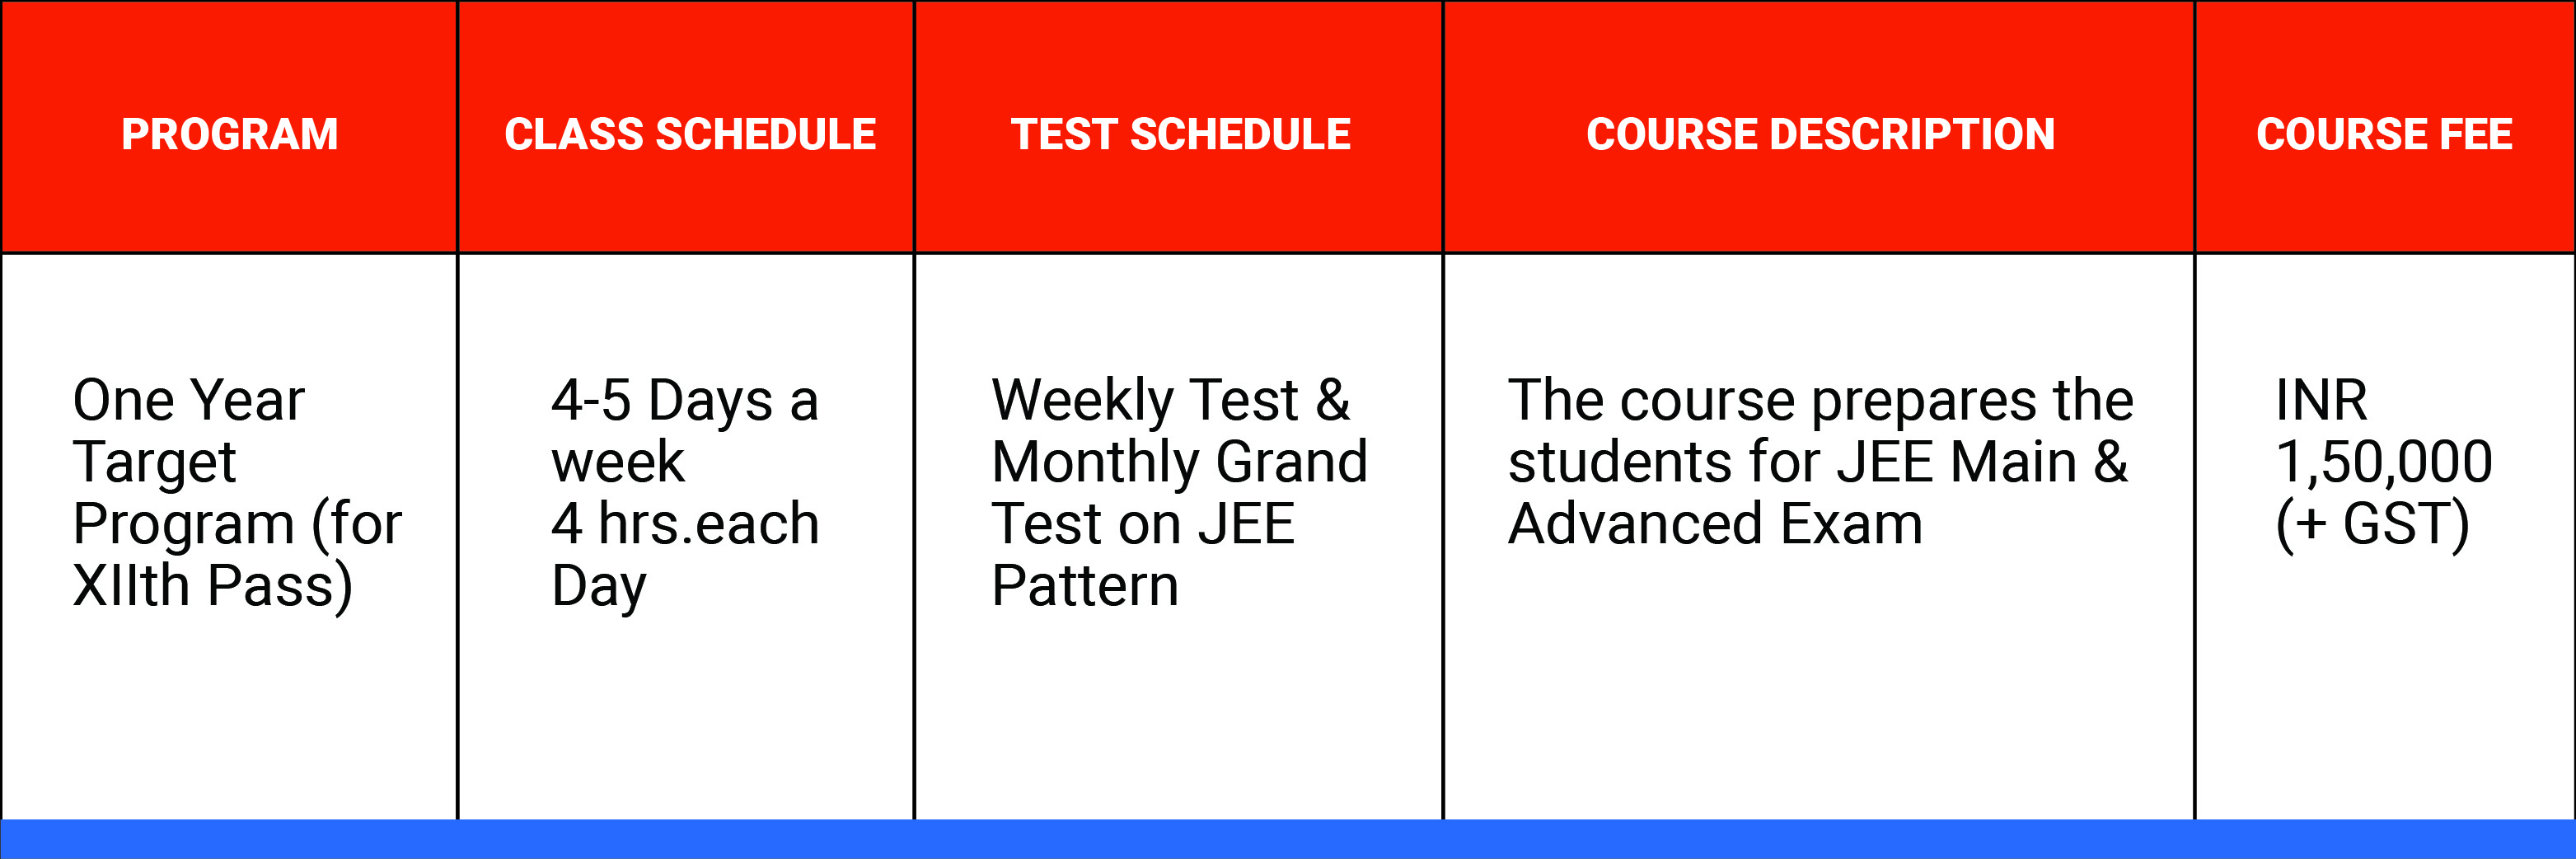 PROGRAM
CLASS SCHEDULE
TEST SCHEDULE
COURSE DESCRIPTION
COURSE FEE
One Year
Target
Program (for
XIIth Pass)
4-5 Days a
week
4 hrs.each
Day
Weekly Test &
Monthly Grand
Test on JEE
Pattern
The course prepares the
students for JEE Main &
Advanced Exam
INR
1,50,000
(+ GST)